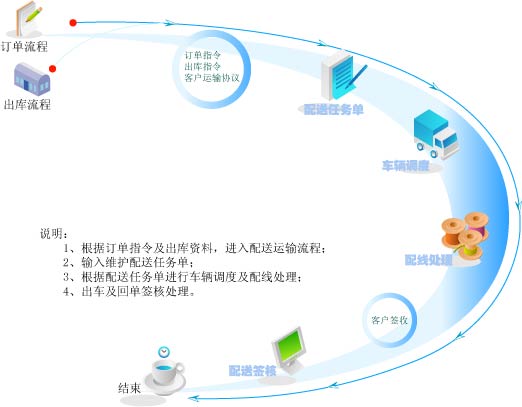 订单流程
出库流程
订单指令
出库指令
客户运输协议
配送任务单
车辆调度
配线处理
说明：
1、根据订单指令及出库资料，进入配送运输流程；
2、输入维护配送任务单；
3、根据配送任务单进行车辆调度及配线处理；
4、出车及回单签核处理。
客户签收
配送签核
结束